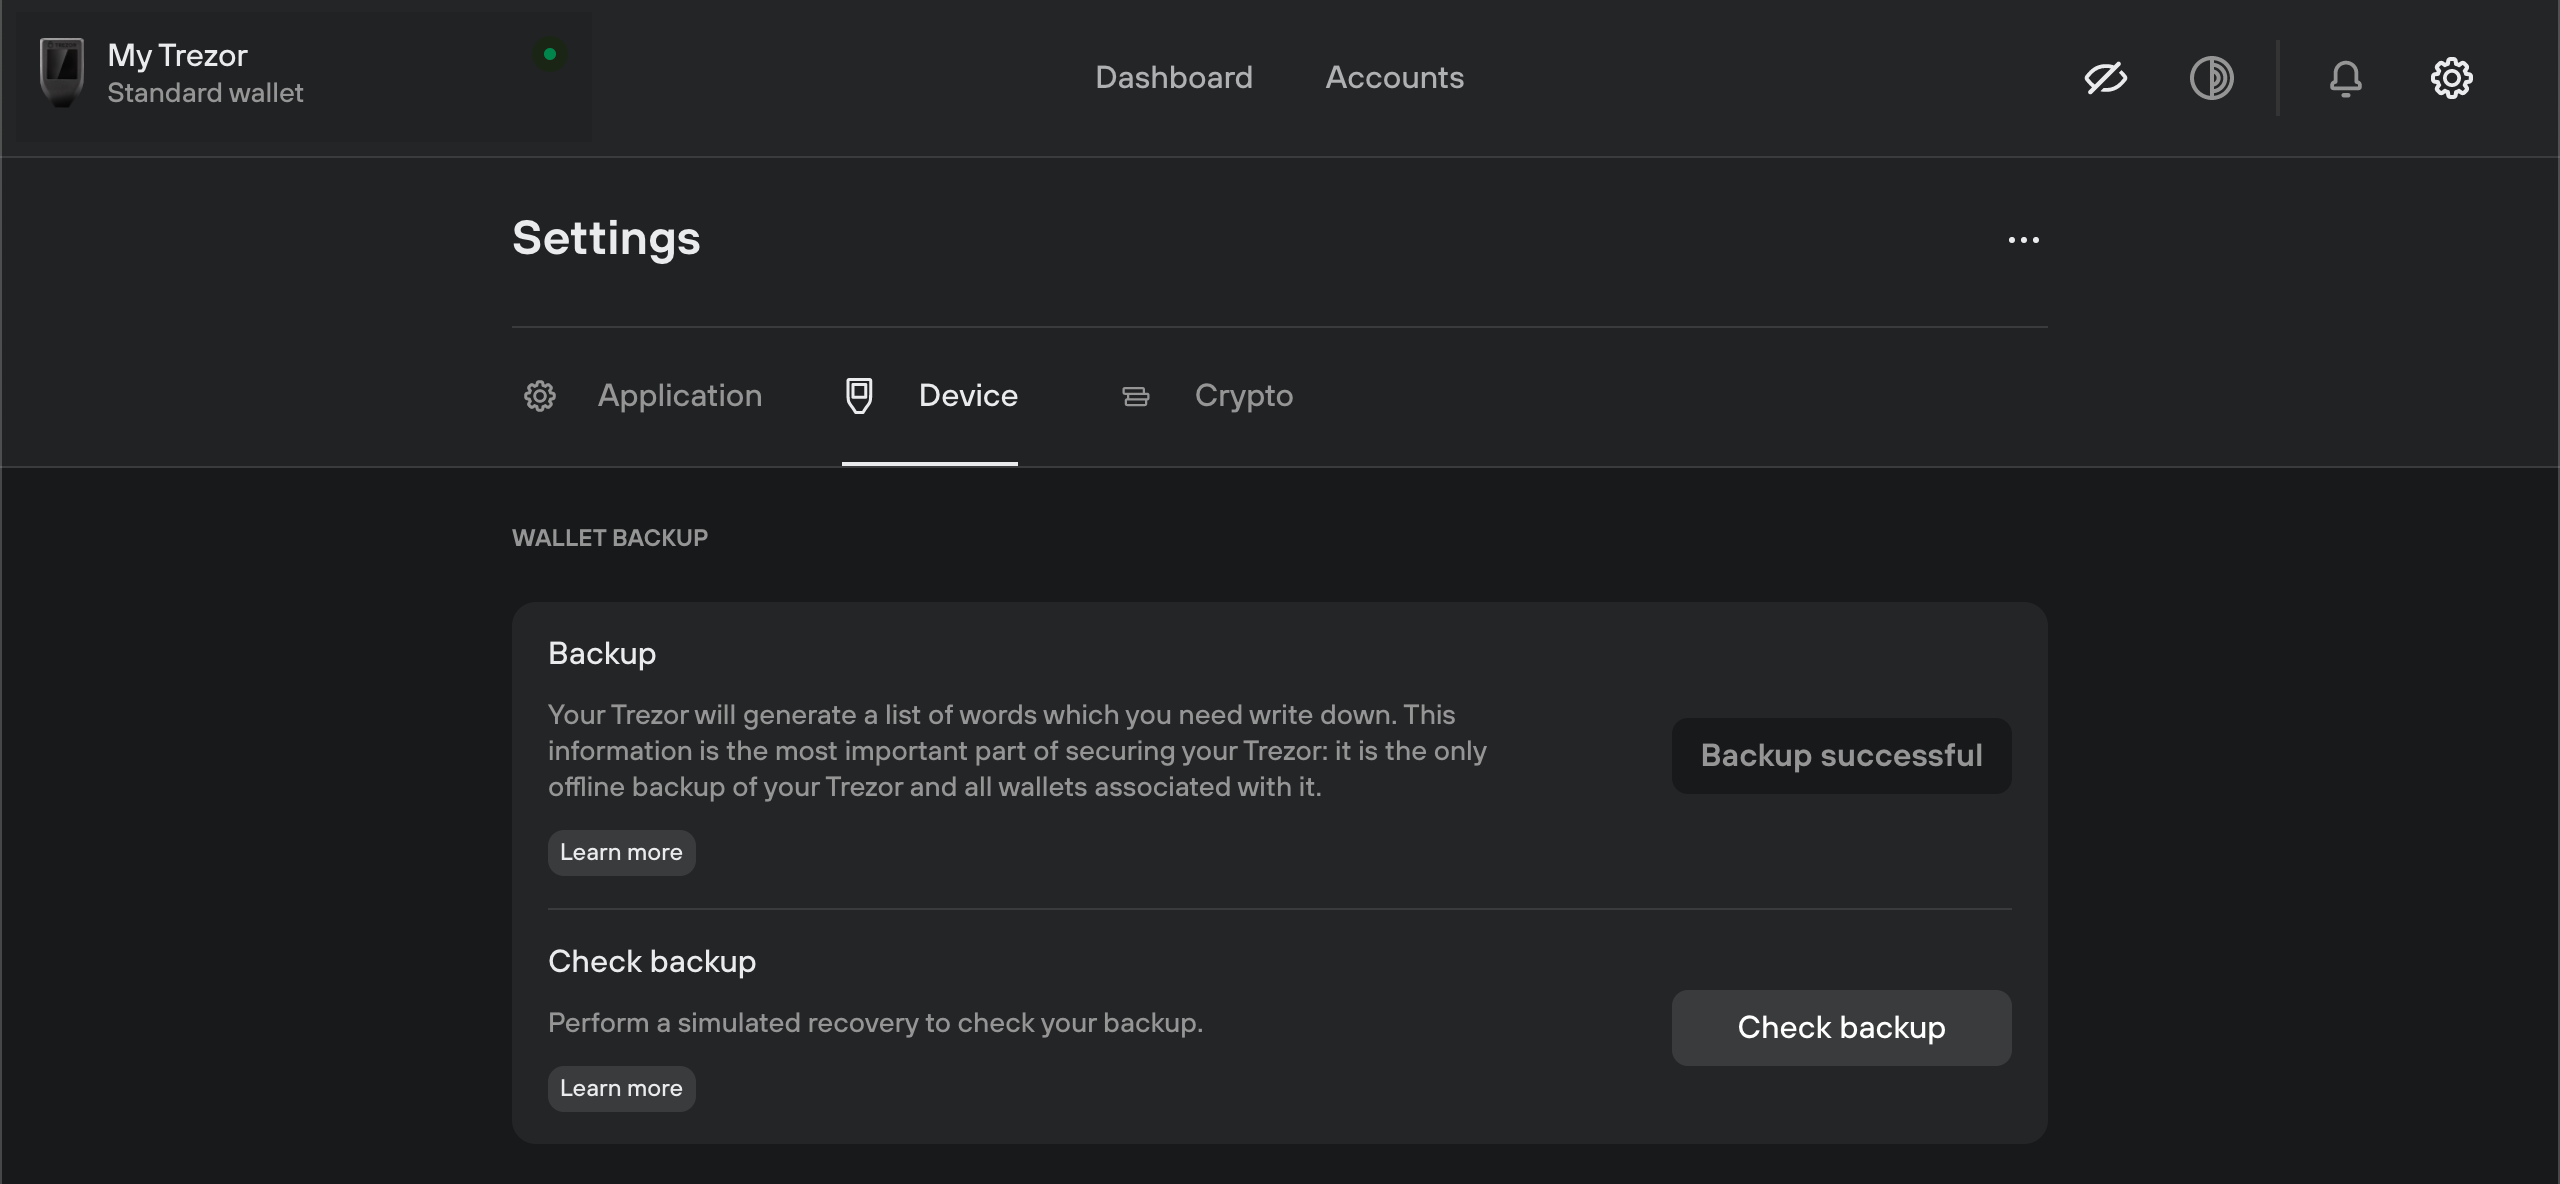 My Trezor
Standard wallet
Dashboard
Accounts
Settings
Application
Device
Crypto
WALLET BACKUP
Backup
Your Trezor will generate a list of words which you need write down. This
information is the most important part of securing your Trezor: it is the only
offline backup of your Trezor and all wallets associated with it.
Backup successful
Learn more
Check backup
Perform a simulated recovery to check your backup.
Check backup
Learn more